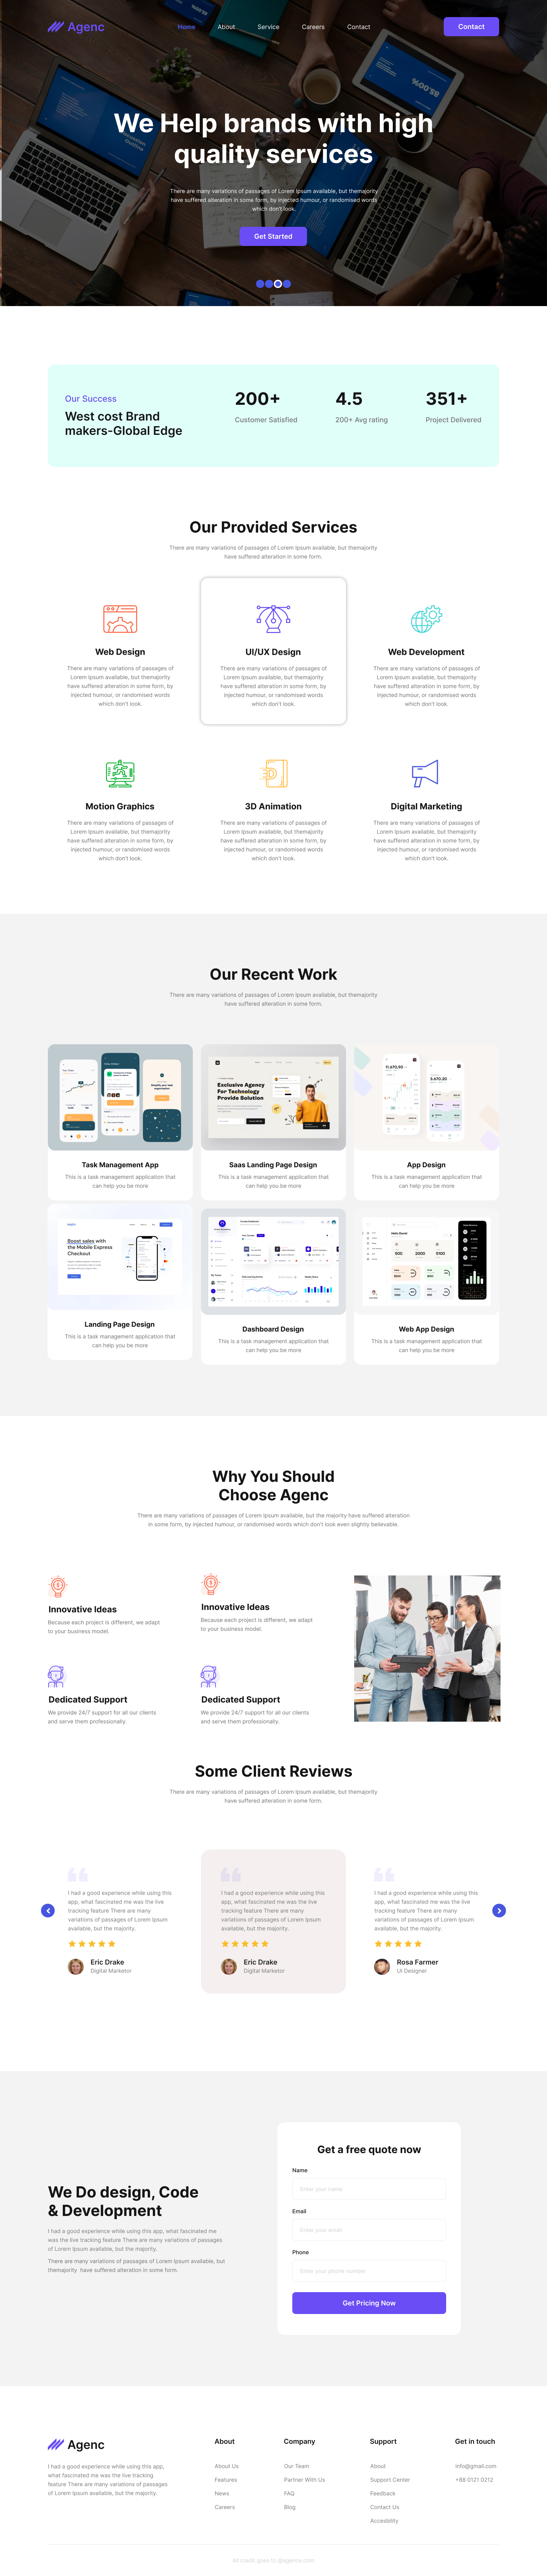 Agenc
Home About Service Careers Contact
Contact
We Help brands with high
quality services
There are many variations of passages of Lorem Ipsum available, but themajority
have suffered alteration in some form, by injected humour, or randomised words
which don't look.
Get Started
Our Success
West cost Brand
makers-Global Edge
200+
Customer Satisfied
4.5
200+ Avg rating
351+
Project Delivered
Our Provided Services
There are many variations of passages of Lorem Ipsum available, but themajority
have suffered alteration in some form.
Web Design
There are many variations of passages of
Lorem Ipsum available, but themajority
have suffered alteration in some form, by
injected humour, or randomised words
which don't look.
UI/UX Design
There are many variations of passages of
Lorem Ipsum available, but themajority
have suffered alteration in some form, by
injected humour, or randomised words
which don't look.
Web Development
There are many variations of passages of
Lorem Ipsum available, but themajority
have suffered alteration in some form, by
injected humour, or randomised words
which don't look.
Motion Graphics
There are many variations of passages of
Lorem Ipsum available, but themajority
have suffered alteration in some form, by
injected humour, or randomised words
which don't look.
3D Animation
There are many variations of passages of
Lorem Ipsum available, but themajority
have suffered alteration in some form, by
injected humour, or randomised words
which don't look.
Digital Marketing
There are many variations of passages of
Lorem Ipsum available, but themajority
have suffered alteration in some form, by
injected humour, or randomised words
which don't look.
Our Recent Work
There are many variations of passages of Lorem Ipsum available, but themajority
have suffered alteration in some form.
Task Management App
This is a task management application that
can help you be more
Exclusive Agency
For Technology
Provide Solution
Saas Landing Page Design
This is a task management application that
can help you be more
11,670.90
3,670.20
App Design
This is a task management application that
can help you be more
Boost sales with
the Mobile Express
Checkout
Landing Page Design
This is a task management application that
can help you be more
Dashboard Design
This is a task management application that
can help you be more
500 2000 5100
Web App Design
This is a task management application that
can help you be more
Why You Should
Choose Agenc
There are many variations of passages of Lorem Ipsum available, but the majority have suffered alteration
in some form, by injected humour, or randomised words which don't look even slightly believable.
Innovative Ideas
Because each project is different, we adapt
to your business model.
Innovative Ideas
Because each project is different, we adapt
to your business model.
Dedicated Support
We provide 24/7 support for all our clients
and serve them professionally.
Dedicated Support
We provide 24/7 support for all our clients
and serve them professionally.
Some Client Reviews
There are many variations of passages of Lorem Ipsum available, but themajority
have suffered alteration in some form.
I had a good experience while using this
app, what fascinated me was the live
tracking feature There are many
variations of passages of Lorem Ipsum
available, but the majority.
Eric Drake
Digital Marketor
I had a good experience while using this
app, what fascinated me was the live
tracking feature There are many
variations of passages of Lorem Ipsum
available, but the majority.
Eric Drake
Digital Marketor
I had a good experience while using this
app, what fascinated me was the live
tracking feature There are many
variations of passages of Lorem Ipsum
available, but the majority.
Rosa Farmer
UI Designer
We Do design, Code
& Development
I had a good experience while using this app, what fascinated me
was the live tracking feature There are many variations of passages
of Lorem Ipsum available, but the majority.
There are many variations of passages of Lorem Ipsum available, but
themajority have suffered alteration in some form.
Get a free quote now
Name
Enter your name
Email
Enter your email
Phone
Enter your phone number
Get Pricing Now
Agenc
I had a good experience while using this app,
what fascinated me was the live tracking
feature There are many variations of passages
of Lorem Ipsum available, but the majority.
About
About Us
Features
News
Careers
Company
Our Team
Partner With Us
FAQ
Blog
Support
About
Support Center
Feedback
Contact Us
Accesbility
Get in touch
info@gmail.com
+88 0121 0212
All credit goes to @agence.com